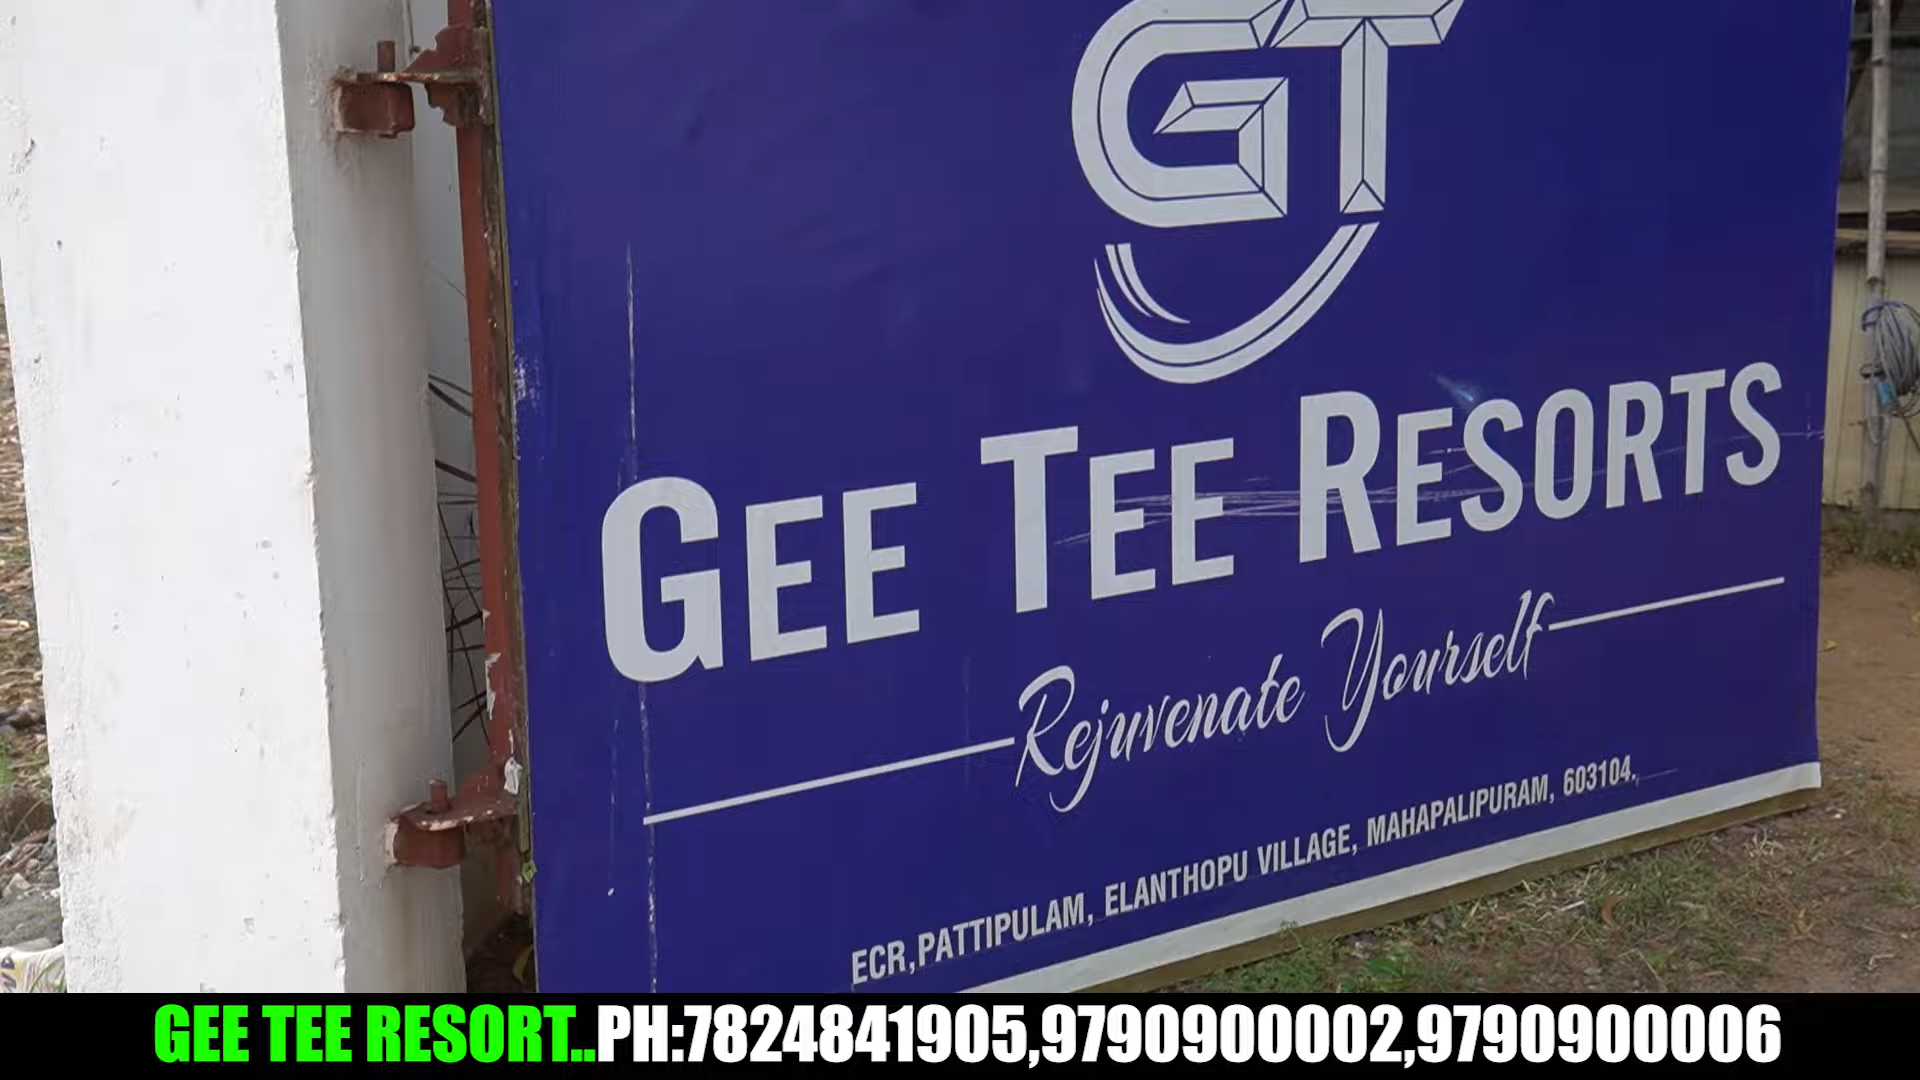 GT
GEE TEE RESORTS
Rejuvenate Yourself
ECR,PATTIPULAM, ELANTHOPU VILLAGE, MAHAPALIPURAM, 603104.
GEE TEE RESORT..PH:7824841905,9790900002,9790900006